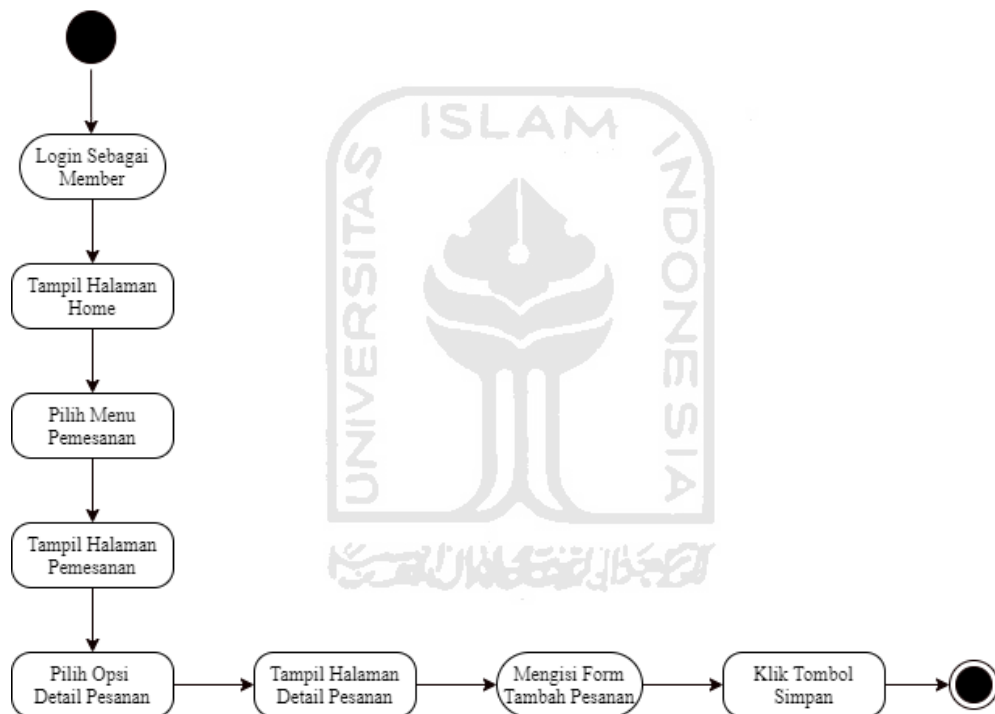 Login Sebagai
Member
Tampil Halaman
Home
Pilih Menu
Pemesanan
Tampil Halaman
Pemesanan
Pilih Opsi
Detail Pesanan
Tampil Halaman
Detail Pesanan
Mengisi Form
Tambah Pesanan
Klik Tombol
Simpan
UNIVERSITAS
ISLAM
INDONESIA